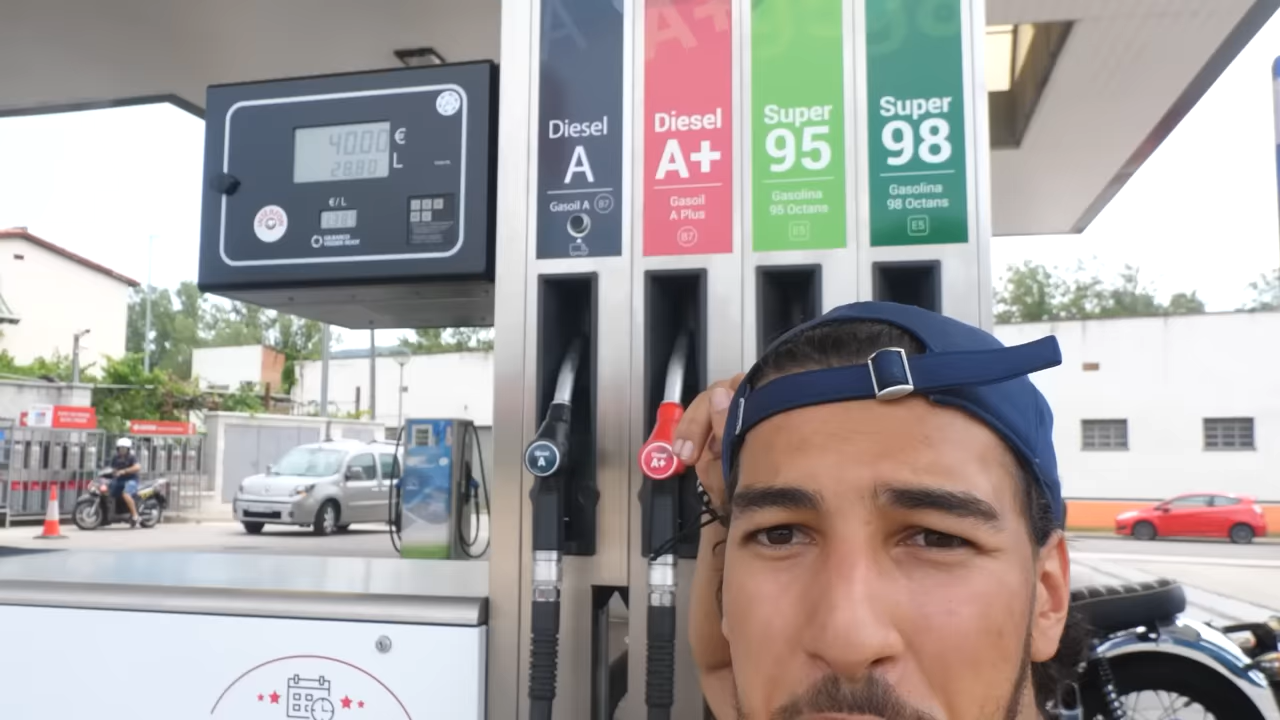 40.00 €
28.80 L
€/L
Diesel
A
Gasoil A B7
Diesel
A+
Gasoil
A Plus
B7
Super
95
Gasolina
95 Octans
E5
Super
98
Gasolina
98 Octans
E5
Diesel
A
Diesel
A+